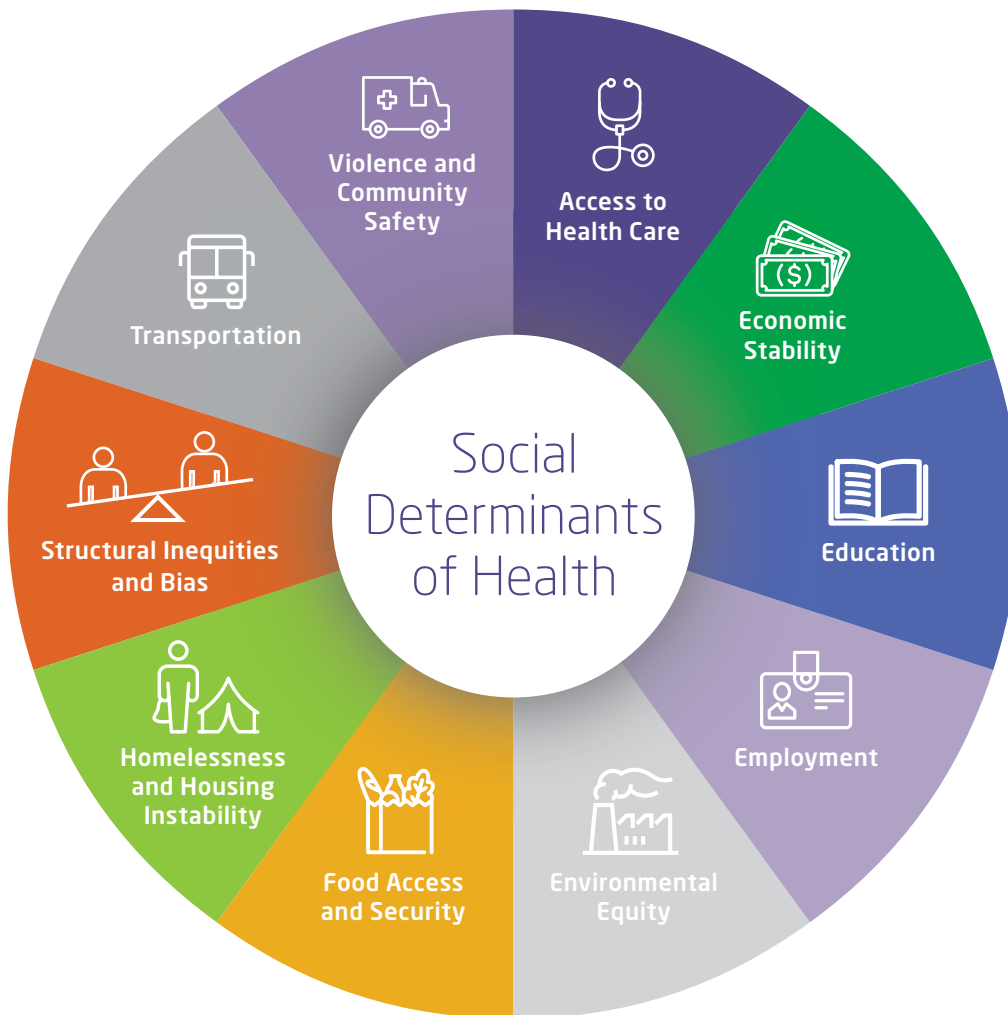 Social
Determinants
of Health
Access to
Health Care
($)
Economic
Stability
Education
Employment
Environmental
Equity
Food Access
and Security
Homelessness
and Housing
Instability
Structural Inequities
and Bias
Transportation
Violence and
Community
Safety